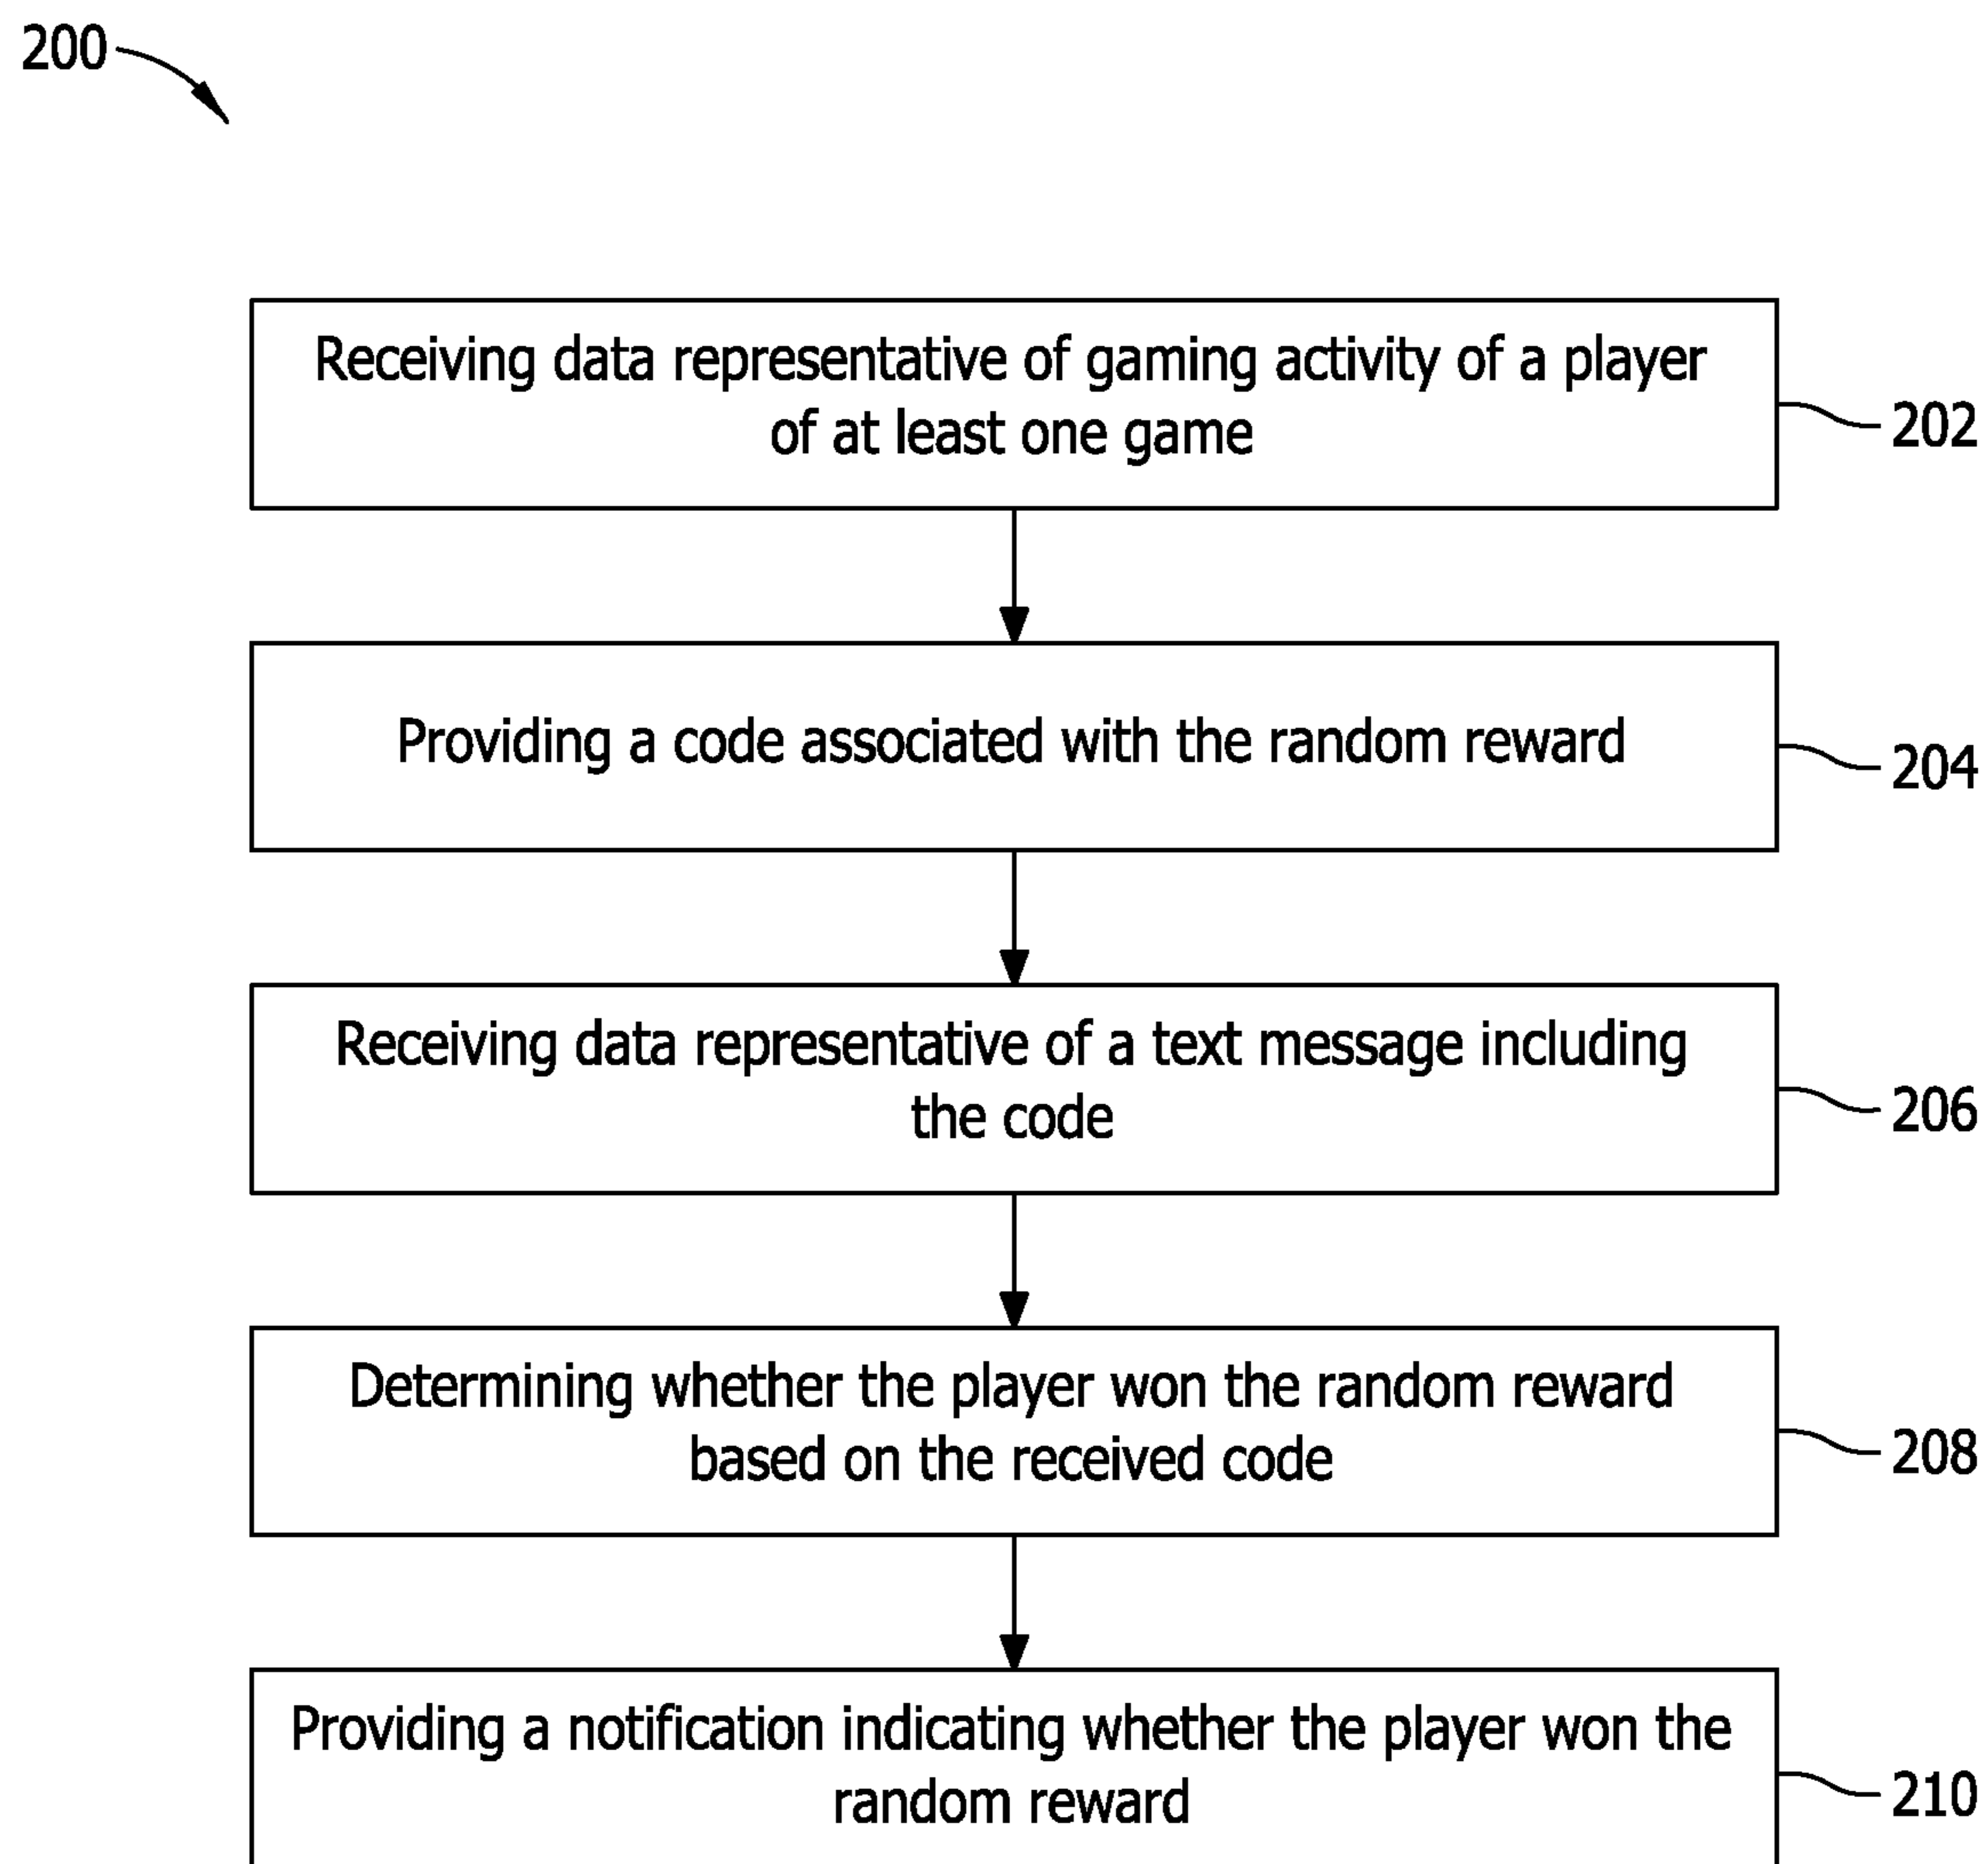 200
Receiving data representative of gaming activity of a player
of at least one game
202
Providing a code associated with the random reward
204
Receiving data representative of a text message including
the code
206
Determining whether the player won the random reward
based on the received code
208
Providing a notification indicating whether the player won the
random reward
210